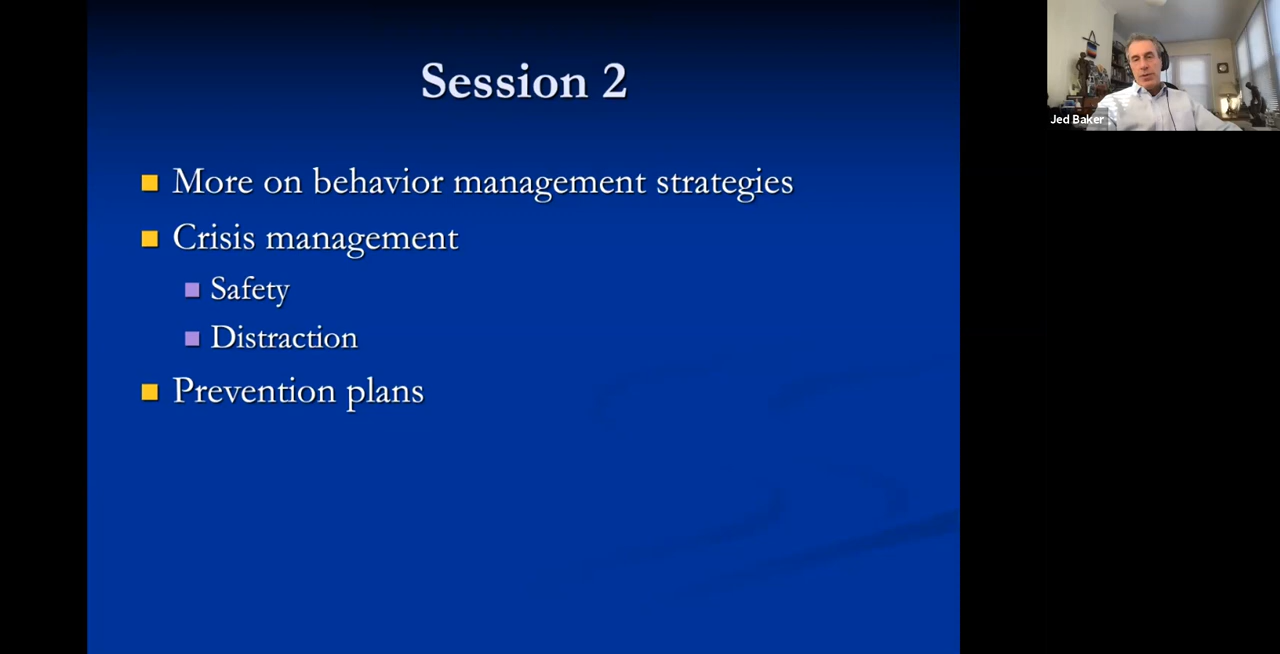 Session 2
More on behavior management strategies
Crisis management
Safety
Distraction
Prevention plans
Jed Baker